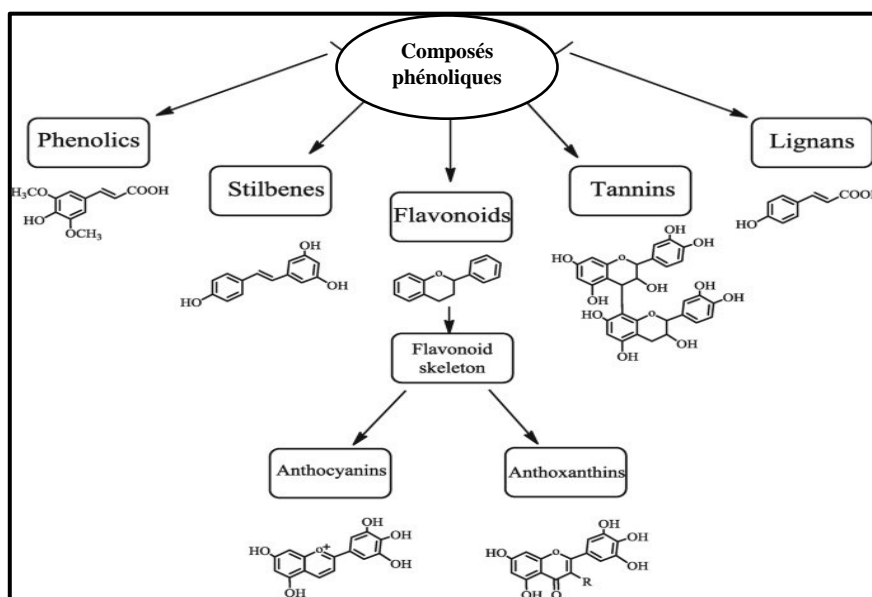 Composés
phénoliques
Phenolics
Lignans
Stilbenes
Tannins
Flavonoids
H₃CO
COOH
HO
OCH₃
COOH
HO
OH
OH
HO
O
OH
OH
HO
O
OH
OH
OH
OH
HO
O
OH
OH
OH
Flavonoid
skeleton
Anthocyanins
Anthoxanthins
OH
OH
HO
O+
OH
OH
OH
OH
HO
O
OH
R
OH
O